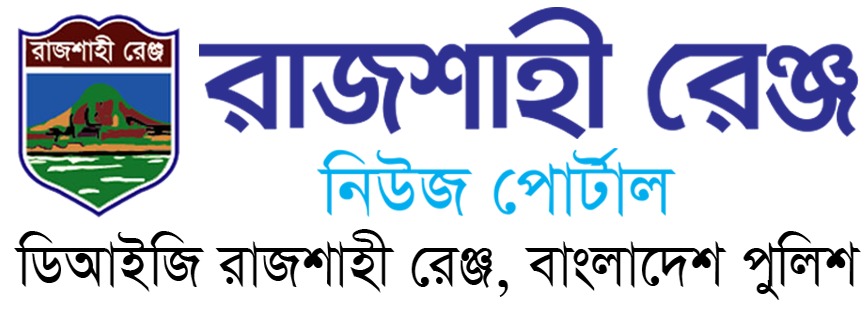 রাজশাহী রেঞ্জ
রাজশাহী রেঞ্জ
নিউজ পোর্টাল
ডিআইজি রাজশাহী রেঞ্জ, বাংলাদেশ পুলিশ